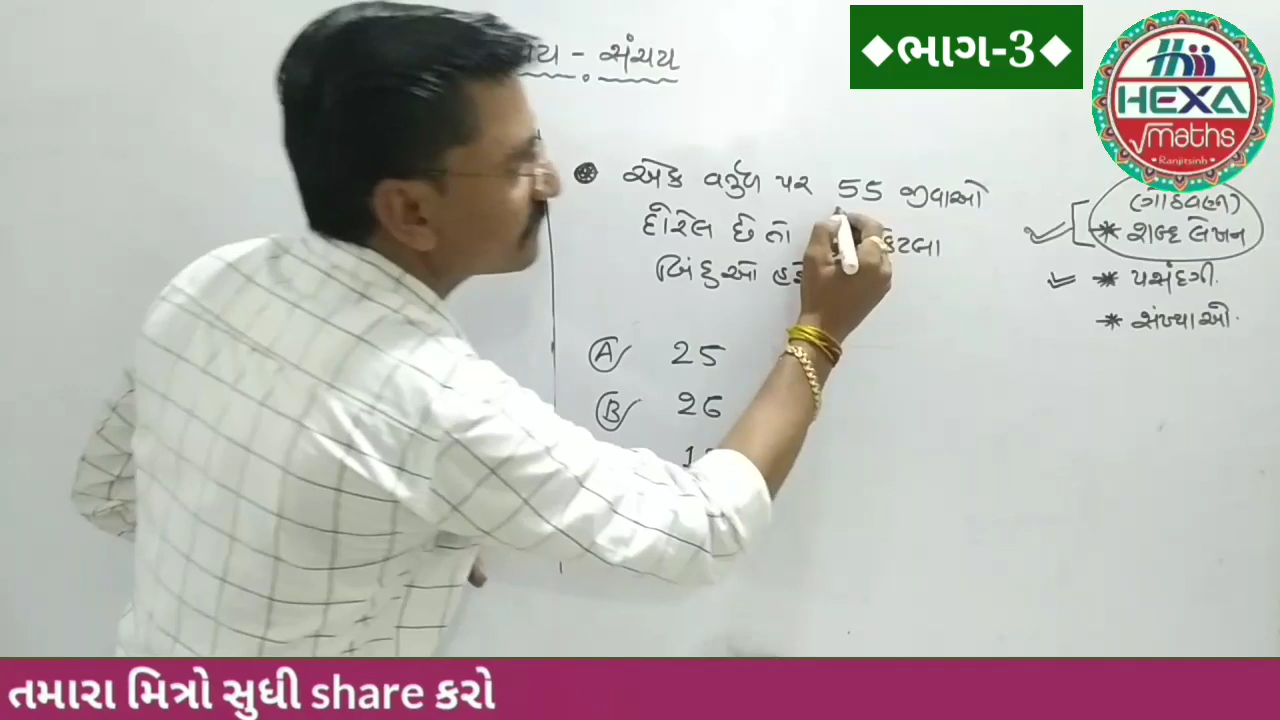 ◆ભાગ-3◆
HEXA
maths
Ranjitsinh
- સંચય
એક વર્તુળ પર 55 જીવાઓ
દોરેલ છે તો કેટલા
બિંદુઓ
(A) 25
(B) 26
(ગોઠવણી)
* શબ્દ લેખન
* પસંદગી.
* સંખ્યાઓ.
તમારા મિત્રો સુધી share કરો